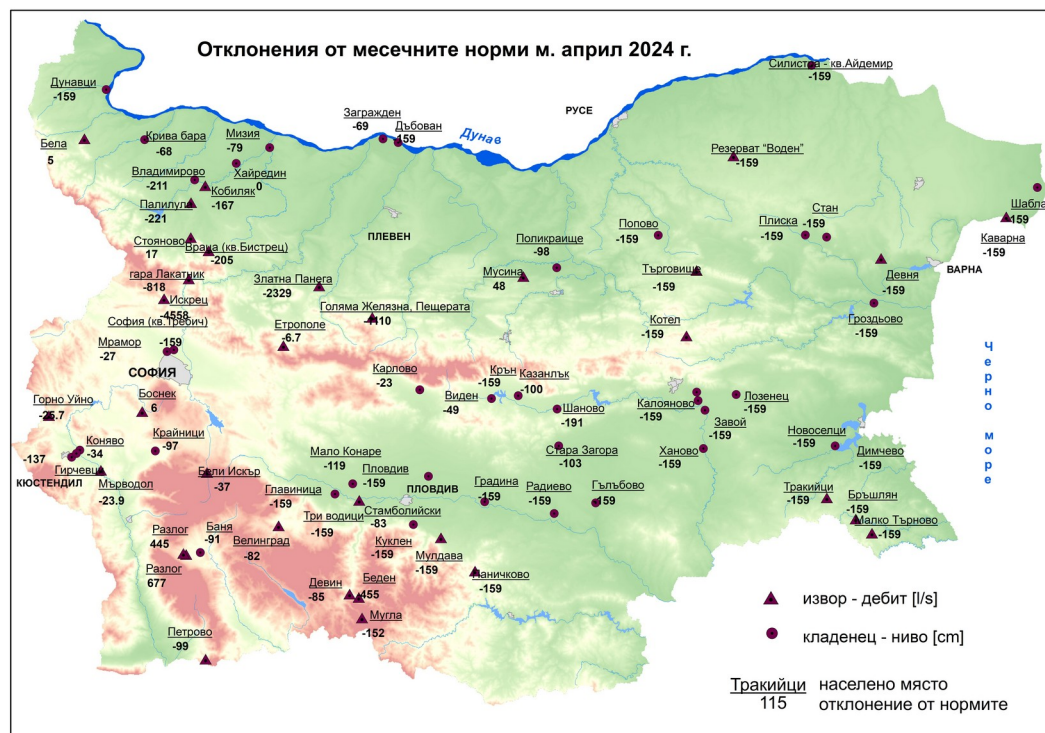 Отклонения от месечните норми м. април 2024 г.
Силистра - кв.Айдемир
-159
Дунавци
-159
Загражден
-69
Дъбован
159
РУСЕ
Дунав
Бела
5
Крива бара
-68
Мизия
-79
Резерват "Воден"
-159
Владимирово
-211
Хайредин
0
Кобиляк
-167
Палилула
-221
Шабла
159
Стояново
17
Враца (кв.Бистрец)
-205
ПЛЕВЕН
Поликраище
-98
Попово
-159
Плиска
-159
Стан
-159
Каварна
-159
ВАРНА
гара Лакатник
-818
Златна Панега
-2329
Мусина
48
Търговище
-159
Девня
-159
Искрец
-4558
Голяма Желязна, Пещерата
-1110
София (кв.Требич)
-159
Етрополе
-6.7
Котел
-159
Гроздьово
-159
Мрамор
-27
СОФИЯ
Карлово
-23
Крън
-159
Казанлък
-100
Черно море
Горно Уйно
-25.7
Боснек
6
Виден
-49
Шаново
-191
Калояново
-159
Лозенец
-159
Завой
-159
Коняво
-34
-137
Крайници
-97
Гирчевци
КЮСТЕНДИЛ
Мърводол
-23.9
Бели Искър
-37
Мало Конаре
-119
Пловдив
-159
Стара Загора
-103
Ханово
-159
Новоселци
-159
Димчево
-159
Главиница
-159
ПЛОВДИВ
Градина
-159
Радиево
-159
Гълъбово
-159
Тракийци
-159
Бръшлян
-159
Малко Търново
-159
Разлог
445
Баня
-91
Велинград
-82
Три водици
-159
Стамболийски
-83
Куклен
-159
Мулдава
-159
Паничково
-159
Разлог
677
Девин
-85
Беден
455
Мугла
-152
Петрово
-99
извор - дебит [l/s]
кладенец - ниво [cm]
Тракийци населено място
115 отклонение от нормите